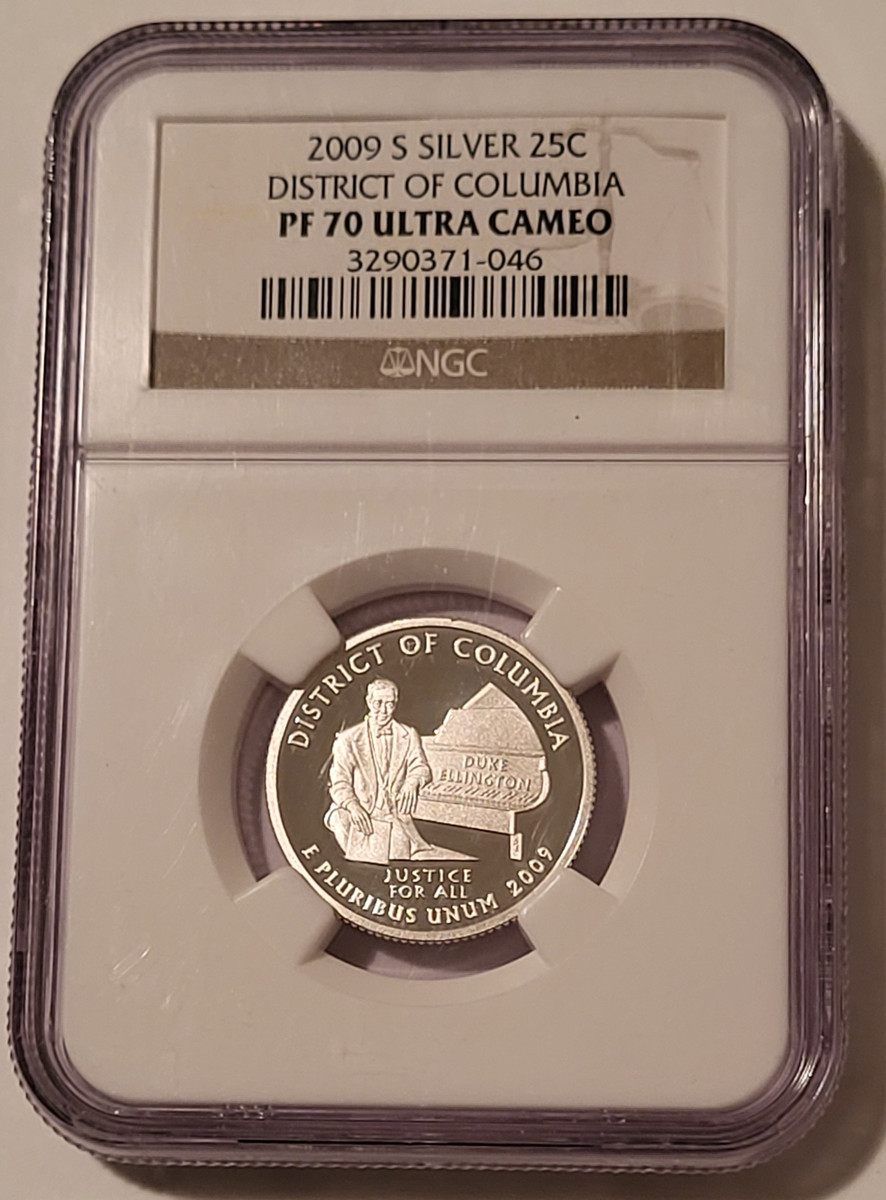 2009 S SILVER 25C
DISTRICT OF COLUMBIA
PF 70 ULTRA CAMEO
3290371-046
NGC
DISTRICT OF COLUMBIA
DUKE
ELLINGTON
JUSTICE
FOR ALL
E PLURIBUS UNUM 2009